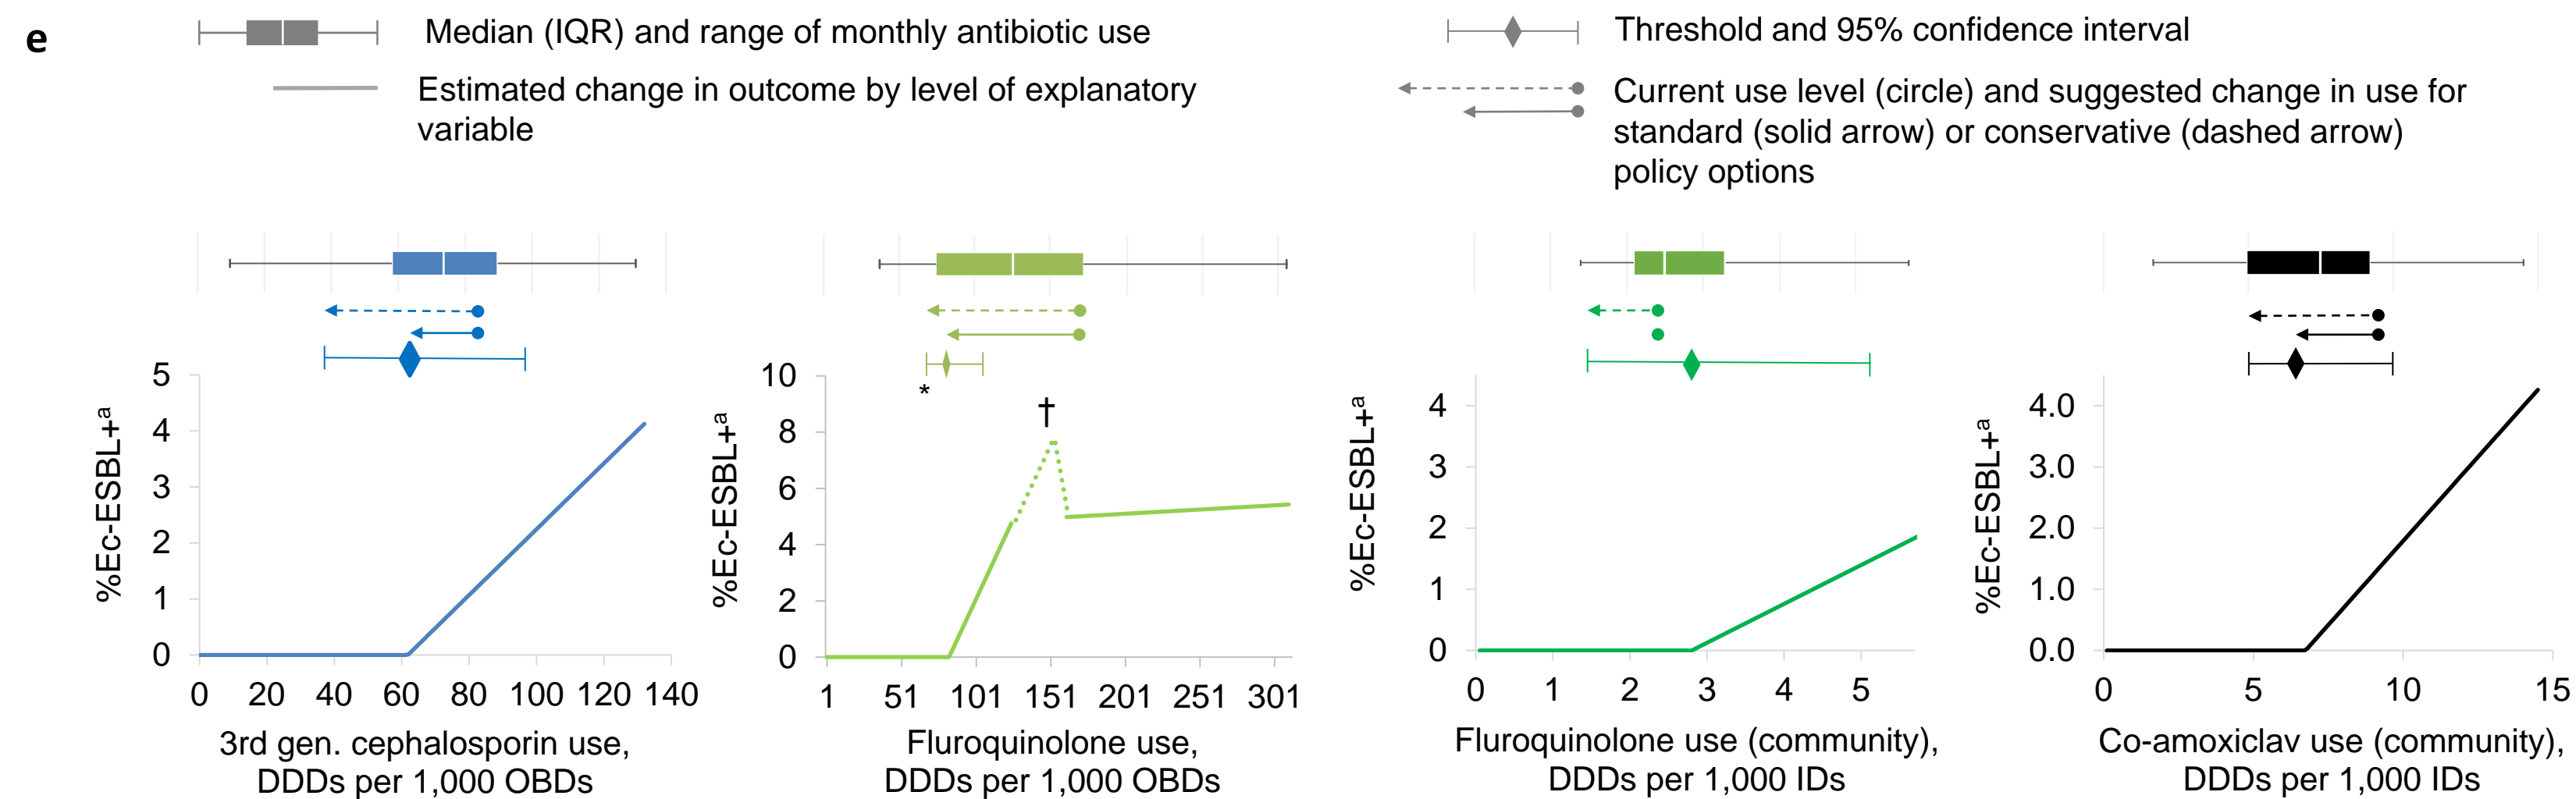 e
Median (IQR) and range of monthly antibiotic use
Estimated change in outcome by level of explanatory
variable
Threshold and 95% confidence interval
Current use level (circle) and suggested change in use for
standard (solid arrow) or conservative (dashed arrow)
policy options
%Ec-ESBL+a
5
4
3
2
1
0
0 20 40 60 80 100 120 140
3rd gen. cephalosporin use,
DDDs per 1,000 OBDs
%Ec-ESBL+a
10
8
6
4
2
0
*
†
1 51 101 151 201 251 301
Fluroquinolone use,
DDDs per 1,000 OBDs
%Ec-ESBL+a
4
3
2
1
0
0 1 2 3 4 5
Fluroquinolone use (community),
DDDs per 1,000 IDs
%Ec-ESBL+a
4.0
3.0
2.0
1.0
0.0
0 5 10 15
Co-amoxiclav use (community),
DDDs per 1,000 IDs